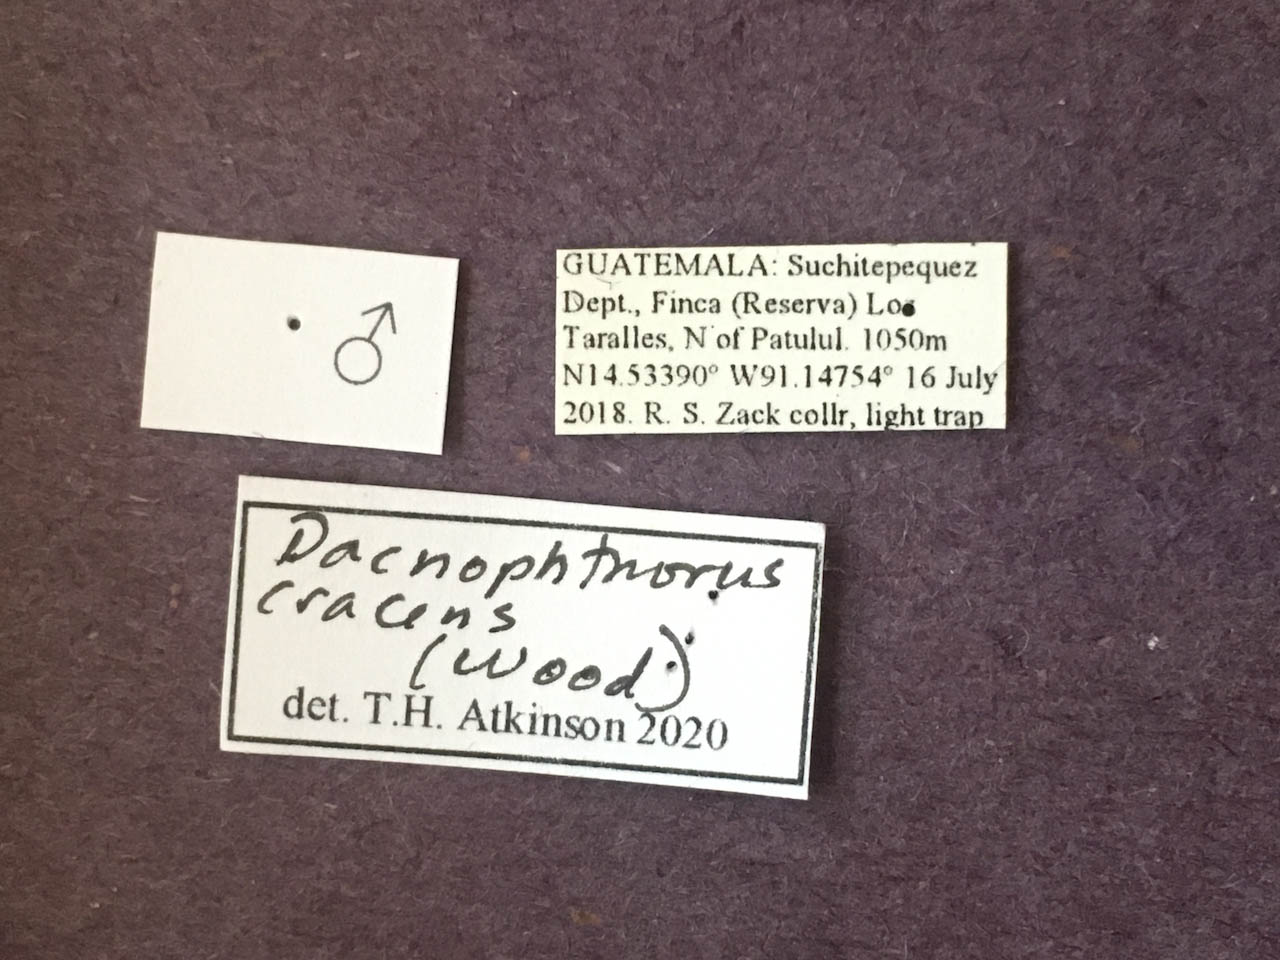 ♂
GUATEMALA: Suchitepequez
Dept., Finca (Reserva) Los
Taralles, N of Patulul. 1050m
N14.53390° W91.14754° 16 July
2018. R. S. Zack collr, light trap
Dacnophthorus
cracens
(Wood)
det. T.H. Atkinson 2020